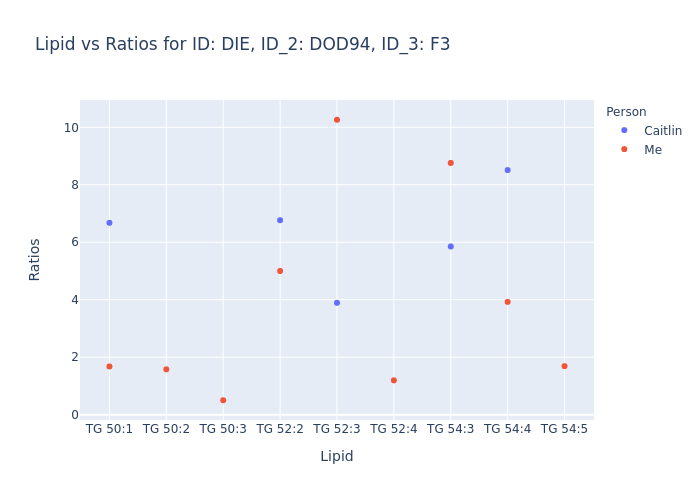 Lipid vs Ratios for ID: DIE, ID_2: DOD94, ID_3: F3
Person
Caitlin
Me
Ratios
10
8
6
4
2
0
TG 50:1 TG 50:2 TG 50:3 TG 52:2 TG 52:3 TG 52:4 TG 54:3 TG 54:4 TG 54:5
Lipid